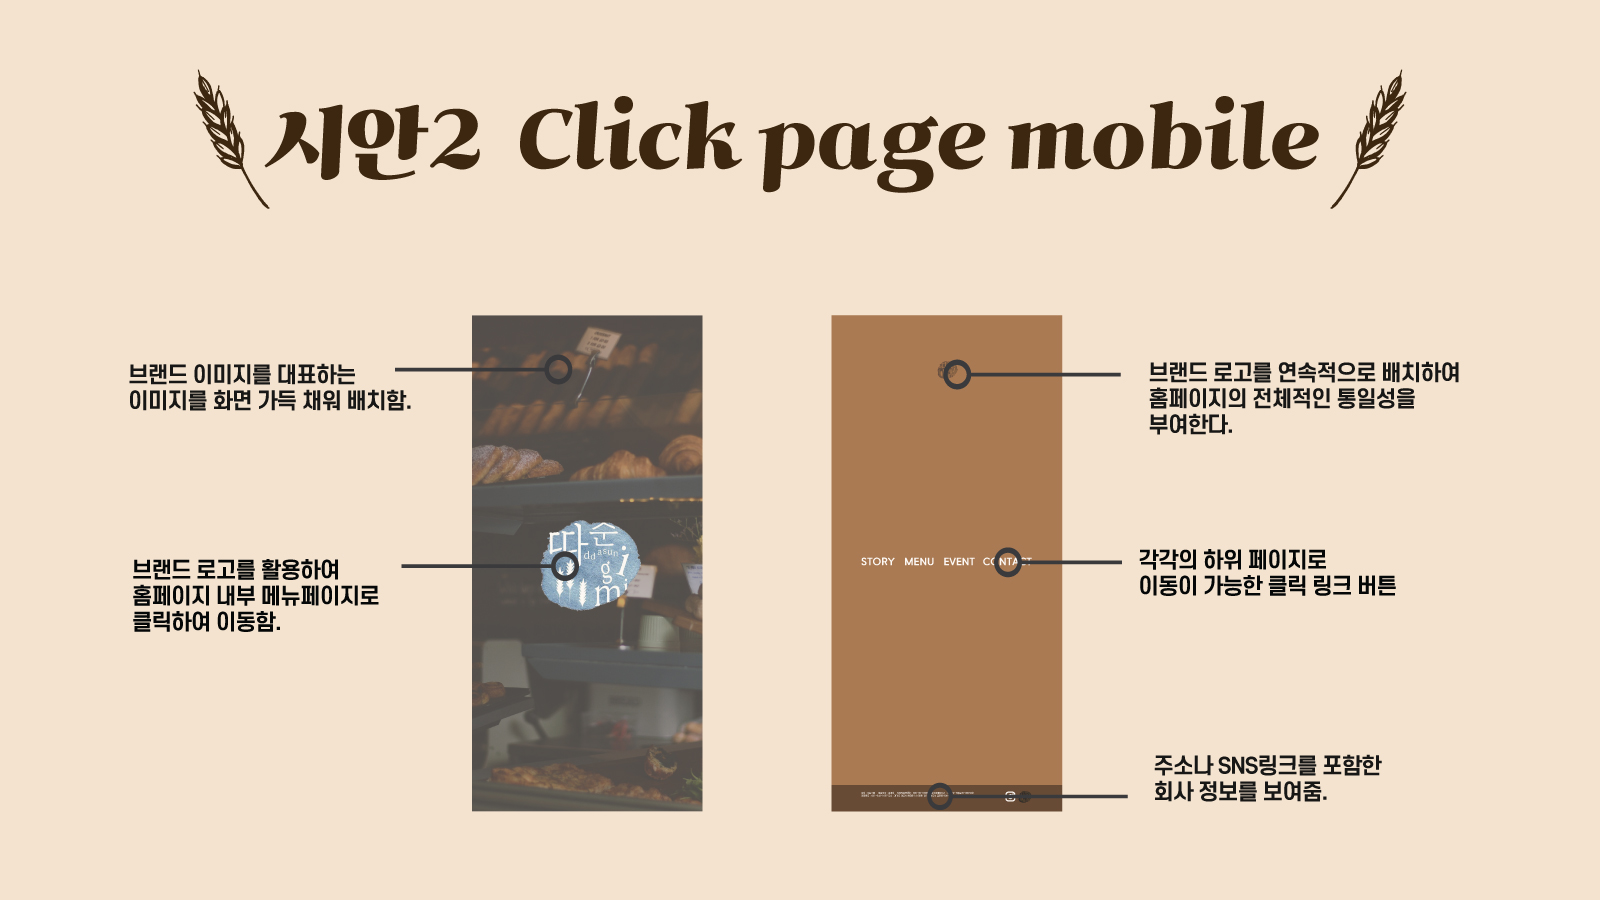 시안2 Click page mobile
브랜드 이미지를 대표하는
이미지를 화면 가득 채워 배치함.
브랜드 로고를 활용하여
홈페이지 내부 메뉴페이지로
클릭하여 이동함.
따순
ddasun
gi
mi
브랜드 로고를 연속적으로 배치하여
홈페이지의 전체적인 통일성을
부여한다.
STORY MENU EVENT CONTACT
각각의 하위 페이지로
이동이 가능한 클릭 링크 버튼
주소나 SNS링크를 포함한
회사 정보를 보여줌.